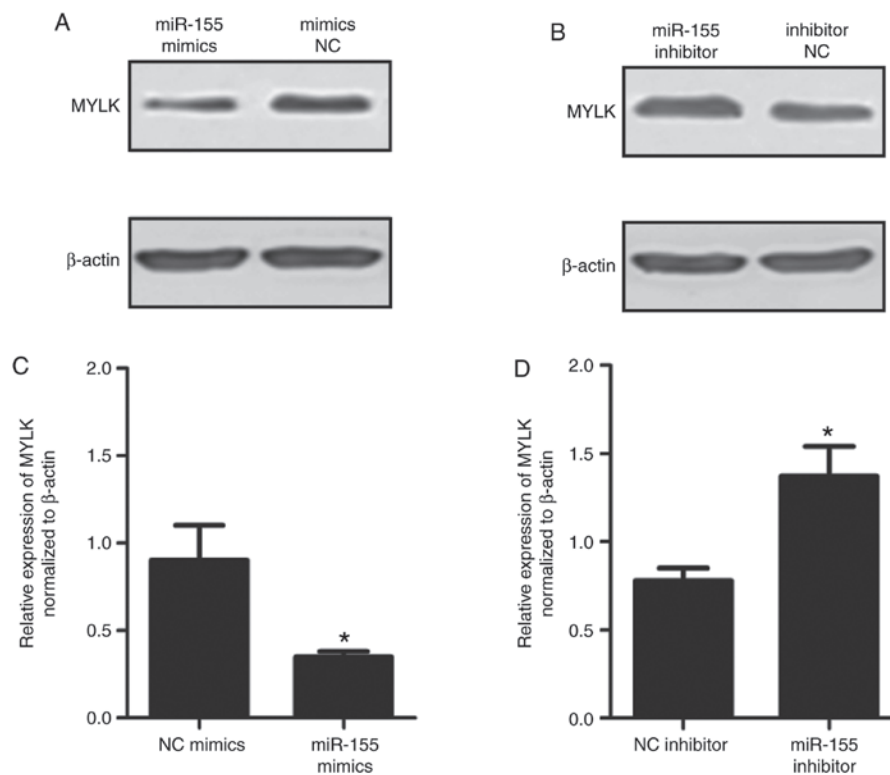 A
miR-155
mimics
mimics
NC
MYLK
β-actin
B
miR-155
inhibitor
inhibitor
NC
MYLK
β-actin
C
Relative expression of MYLK
normalized to β-actin
2.0
1.5
1.0
0.5
0.0
*
NC mimics
miR-155
mimics
D
Relative expression of MYLK
normalized to β-actin
2.0
1.5
1.0
0.5
0.0
*
NC inhibitor
miR-155
inhibitor